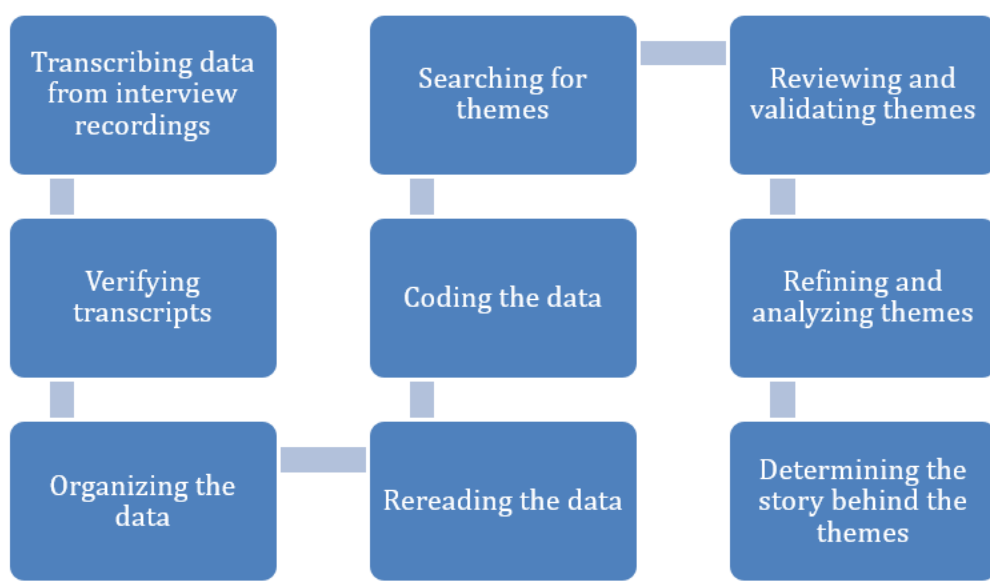 Transcribing data
from interview
recordings
Verifying
transcripts
Organizing the
data
Rereading the data
Coding the data
Searching for
themes
Reviewing and
validating themes
Refining and
analyzing themes
Determining the
story behind the
themes